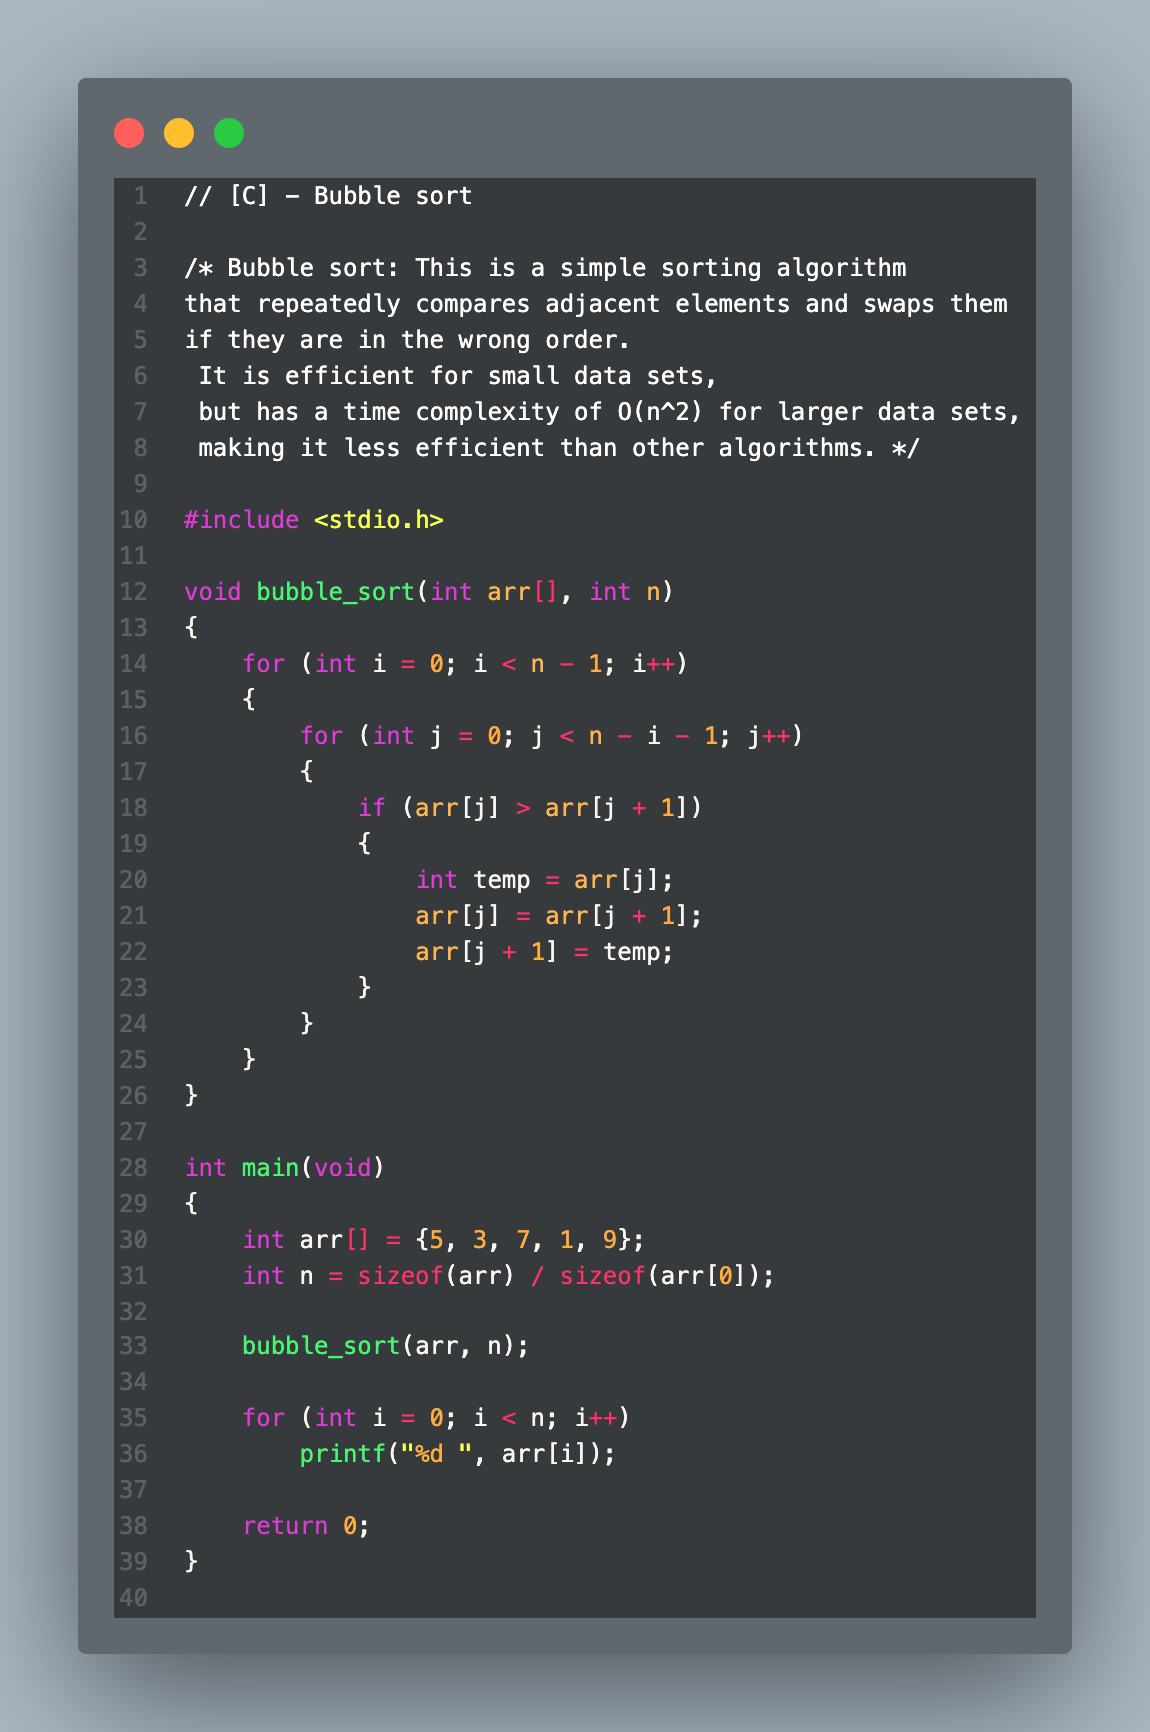 1 // [C] - Bubble sort
2
3 /* Bubble sort: This is a simple sorting algorithm
4 that repeatedly compares adjacent elements and swaps them
5 if they are in the wrong order.
6  It is efficient for small data sets,
7  but has a time complexity of O(n^2) for larger data sets,
8  making it less efficient than other algorithms. */
9
10 #include <stdio.h>
11
12 void bubble_sort(int arr[], int n)
13 {
14     for (int i = 0; i < n - 1; i++)
15     {
16         for (int j = 0; j < n - i - 1; j++)
17         {
18             if (arr[j] > arr[j + 1])
19             {
20                 int temp = arr[j];
21                 arr[j] = arr[j + 1];
22                 arr[j + 1] = temp;
23             }
24         }
25     }
26 }
27
28 int main(void)
29 {
30     int arr[] = {5, 3, 7, 1, 9};
31     int n = sizeof(arr) / sizeof(arr[0]);
32
33     bubble_sort(arr, n);
34
35     for (int i = 0; i < n; i++)
36         printf("%d ", arr[i]);
37
38     return 0;
39 }
40